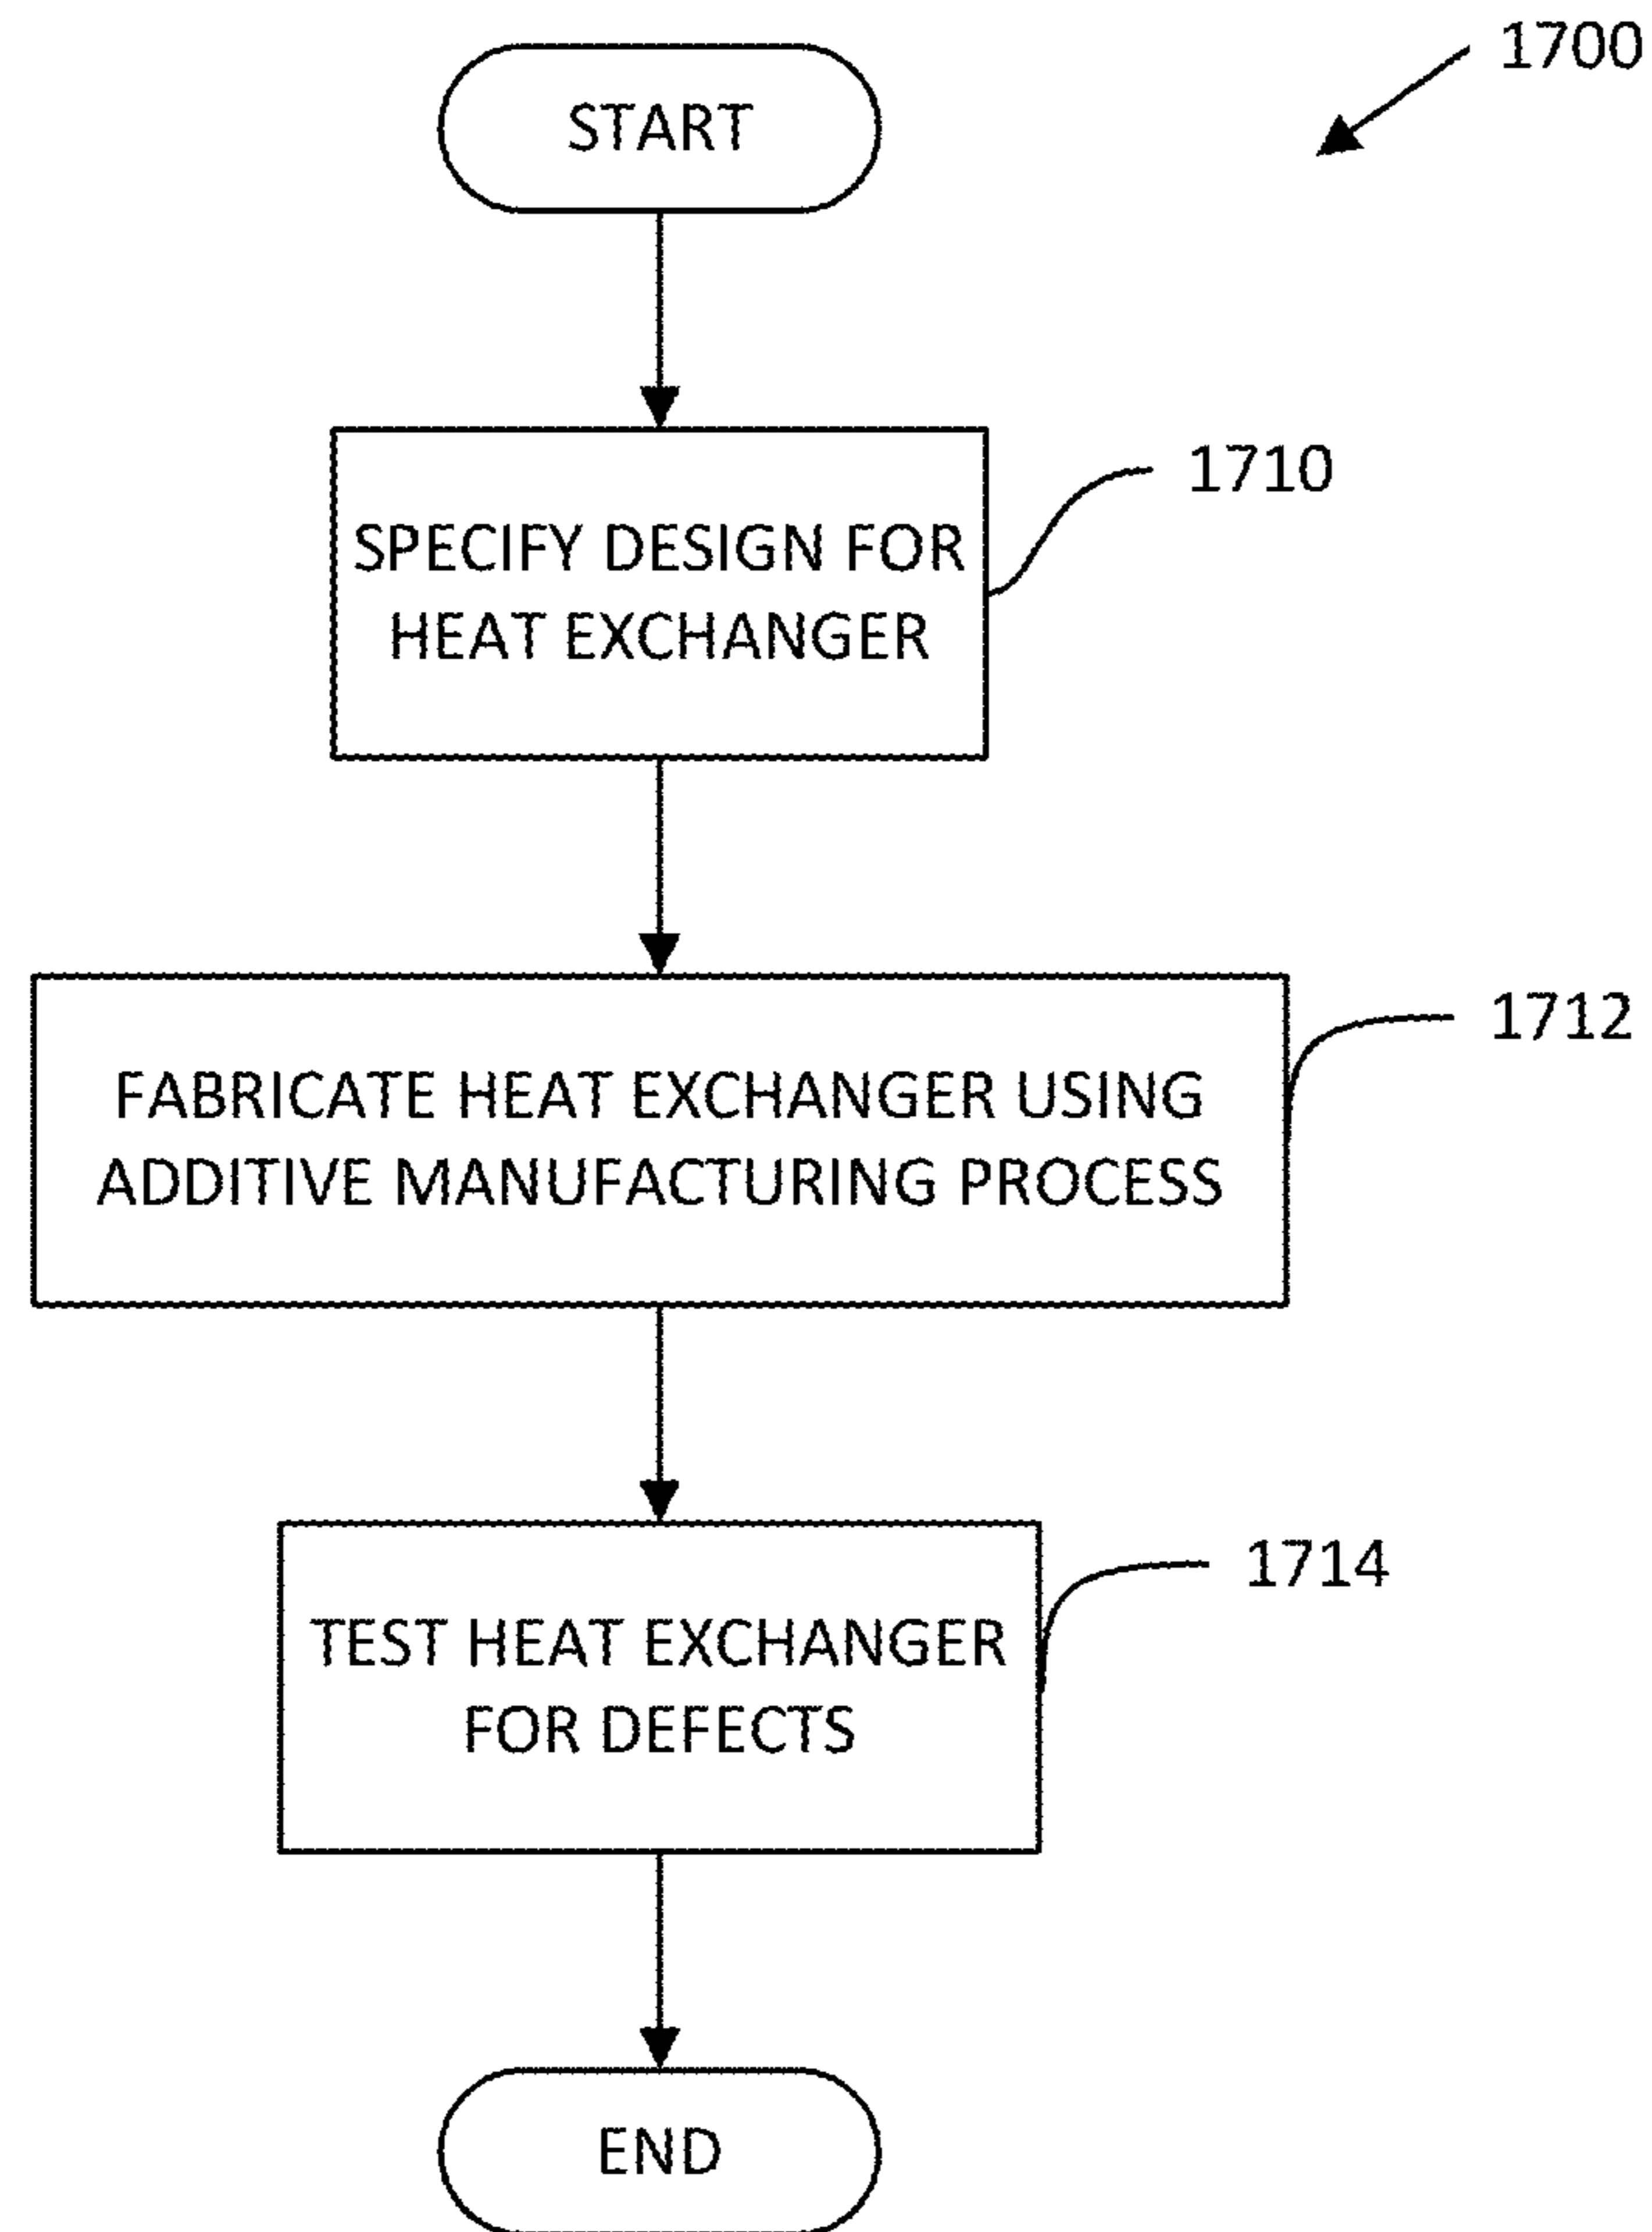 1700
START
1710
SPECIFY DESIGN FOR
HEAT EXCHANGER
1712
FABRICATE HEAT EXCHANGER USING
ADDITIVE MANUFACTURING PROCESS
1714
TEST HEAT EXCHANGER
FOR DEFECTS
END